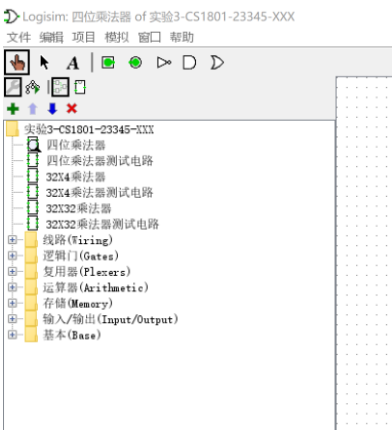 Logisim: 四位乘法器 of 实验3-CS1801-23345-XXX
文件 编辑 项目 模拟 窗口 帮助
A
实验3-CS1801-23345-XXX
四位乘法器
四位乘法器测试电路
32X4乘法器
32X4乘法器测试电路
32X32乘法器
32X32乘法器测试电路
线路(Wiring)
逻辑门(Gates)
复用器(Plexers)
运算器(Arithmetic)
存储(Memory)
输入/输出(Input/Output)
基本(Base)